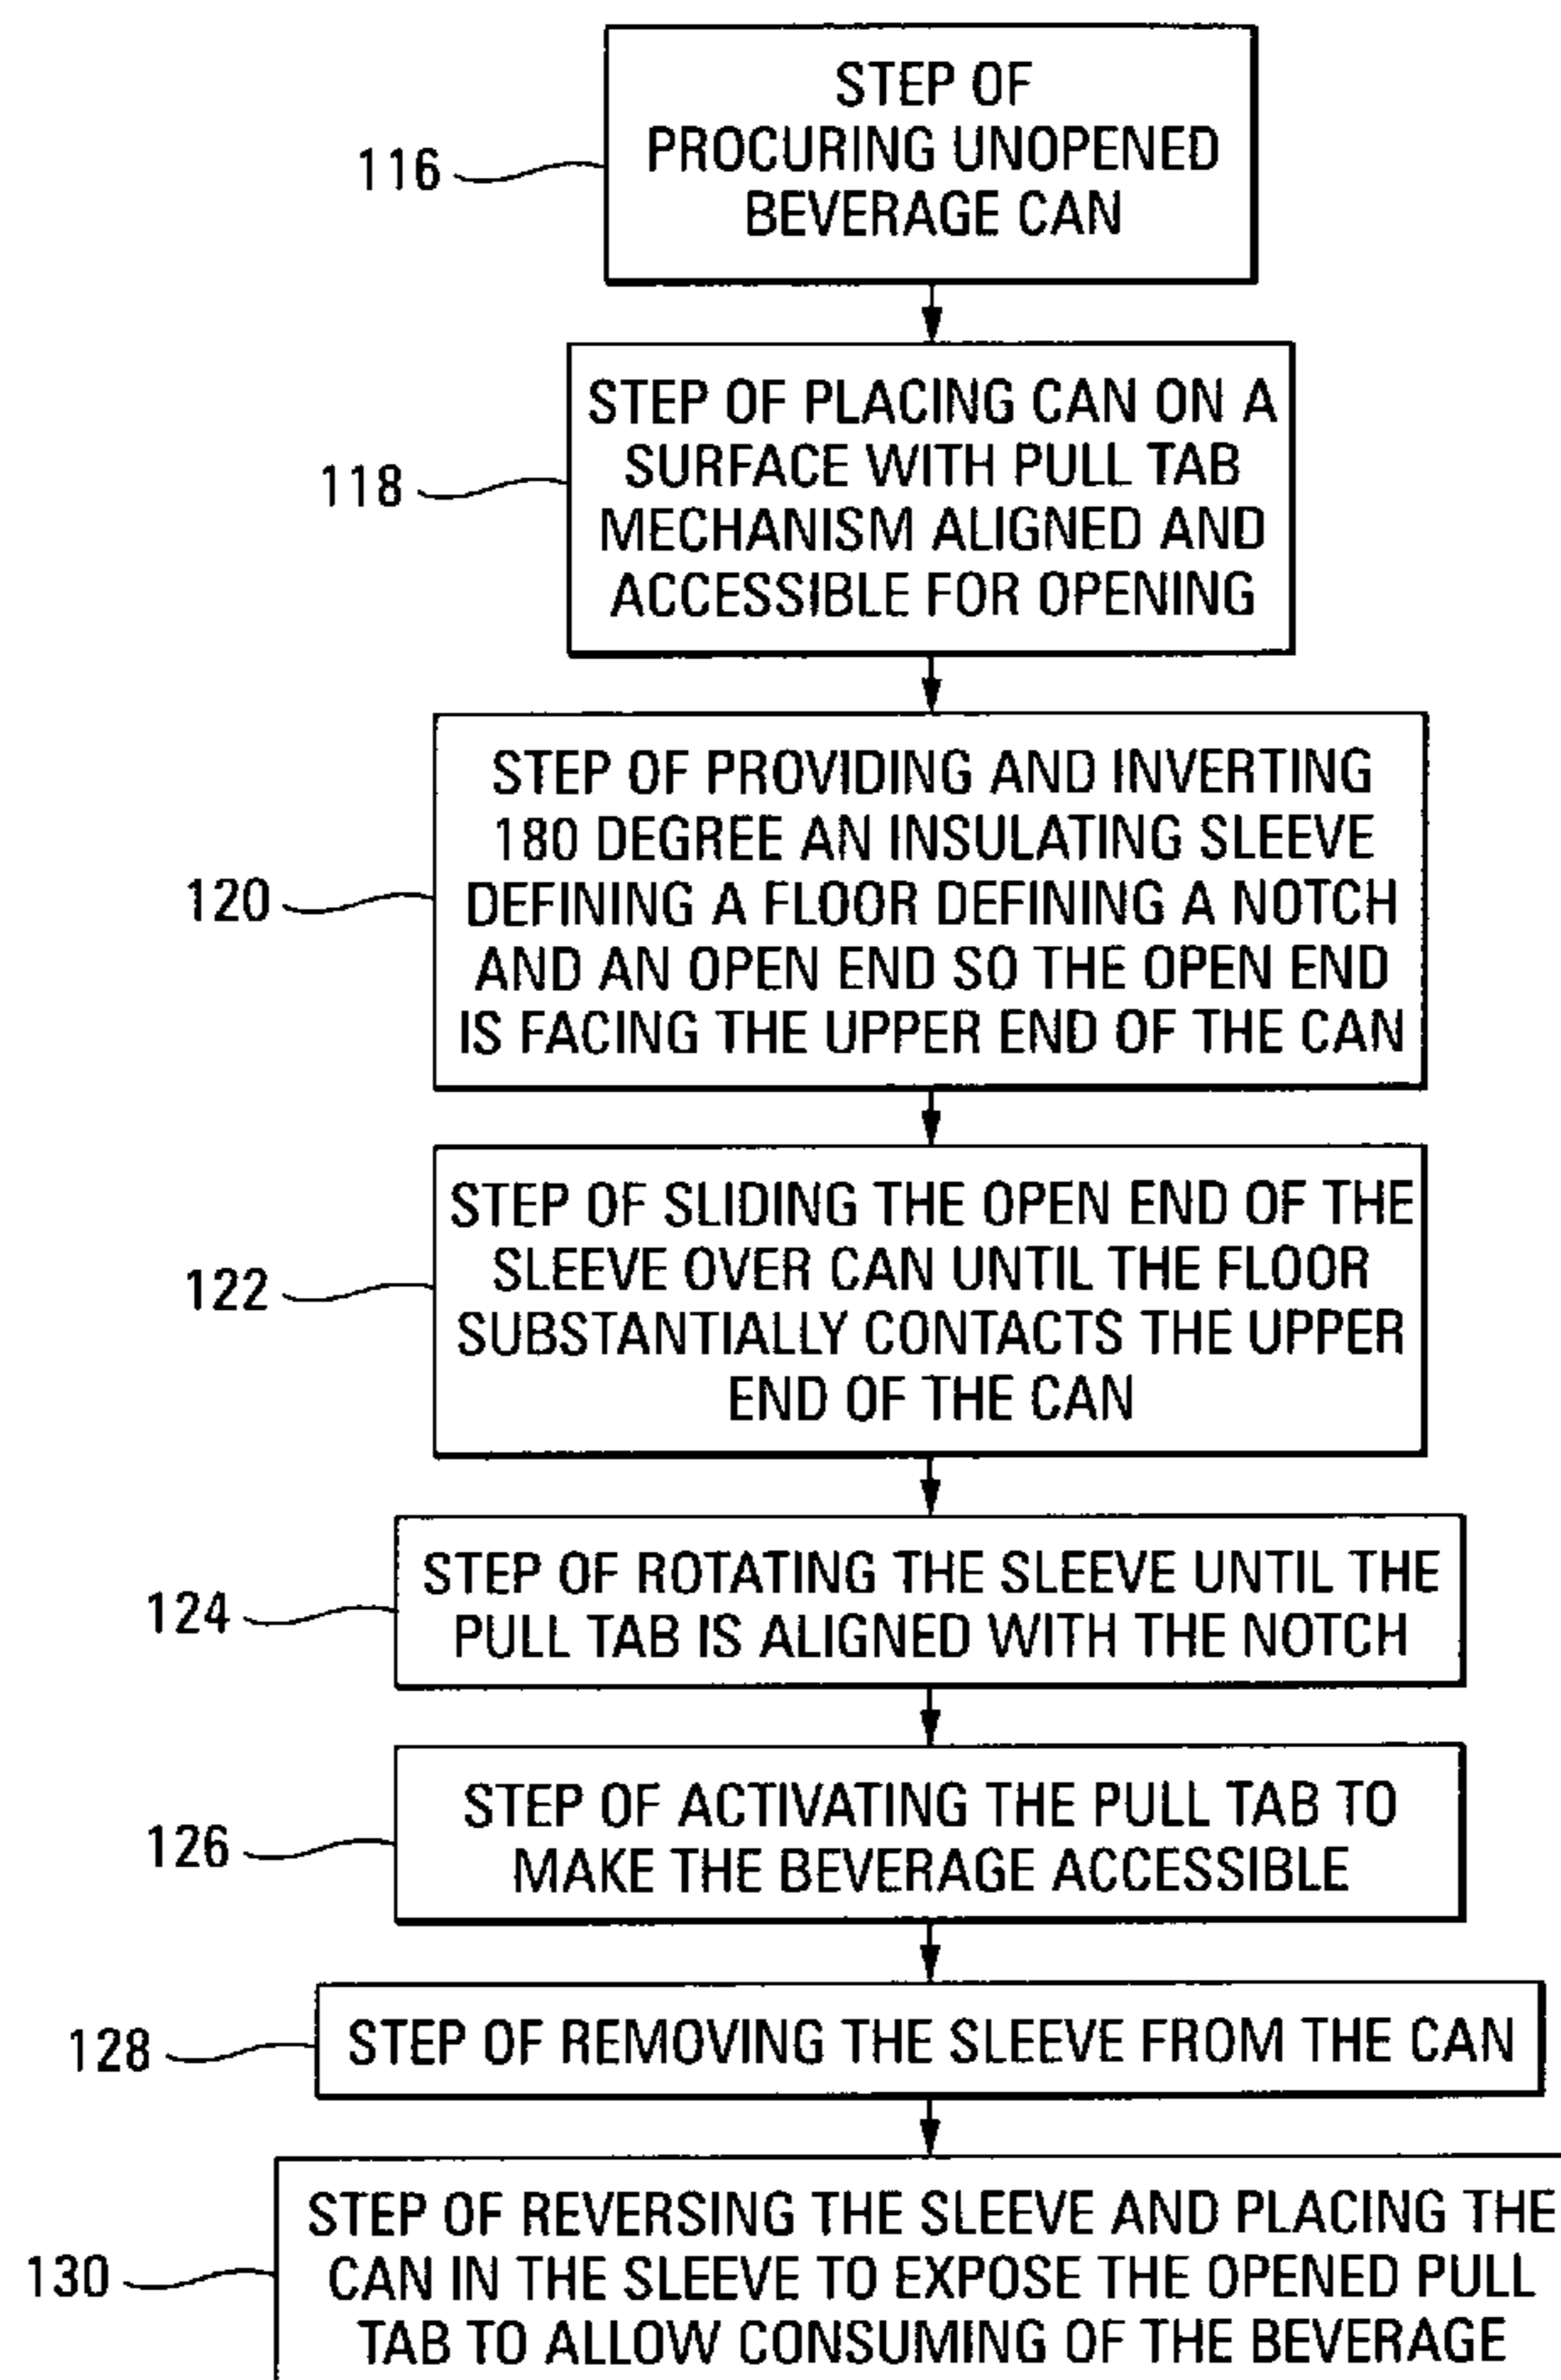 STEP OF
PROCURING UNOPENED
BEVERAGE CAN
116
STEP OF PLACING CAN ON A
SURFACE WITH PULL TAB
MECHANISM ALIGNED AND
ACCESSIBLE FOR OPENING
118
STEP OF PROVIDING AND INVERTING
180 DEGREE AN INSULATING SLEEVE
DEFINING A FLOOR DEFINING A NOTCH
AND AN OPEN END SO THE OPEN END
IS FACING THE UPPER END OF THE CAN
120
STEP OF SLIDING THE OPEN END OF THE
SLEEVE OVER CAN UNTIL THE FLOOR
SUBSTANTIALLY CONTACTS THE UPPER
END OF THE CAN
122
STEP OF ROTATING THE SLEEVE UNTIL THE
PULL TAB IS ALIGNED WITH THE NOTCH
124
STEP OF ACTIVATING THE PULL TAB TO
MAKE THE BEVERAGE ACCESSIBLE
126
STEP OF REMOVING THE SLEEVE FROM THE CAN
128
STEP OF REVERSING THE SLEEVE AND PLACING THE
CAN IN THE SLEEVE TO EXPOSE THE OPENED PULL
TAB TO ALLOW CONSUMING OF THE BEVERAGE
130